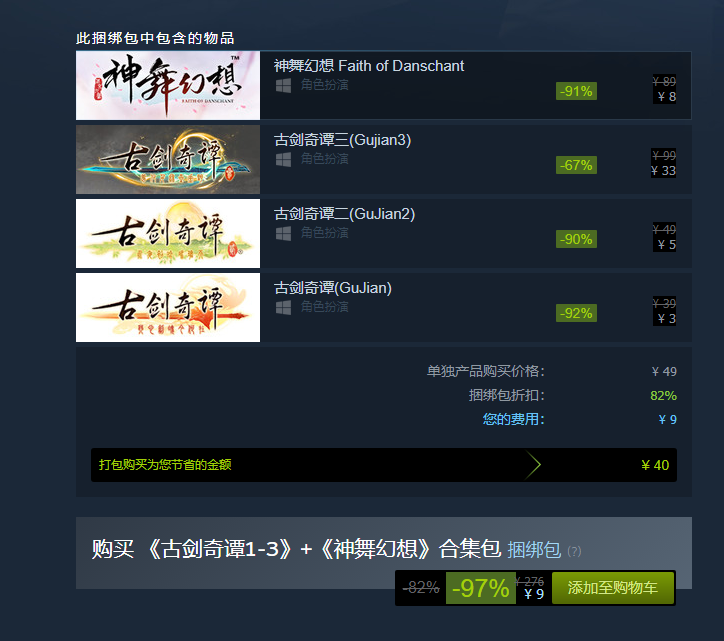 此捆绑包中包含的物品
神舞幻想
FAITH OF DANSCHANT
神舞幻想 Faith of Danschant
角色扮演
-91%
¥ 89
¥ 8
古剑奇谭
古剑奇谭三(Gujian3)
角色扮演
-67%
¥ 99
¥ 33
古剑奇谭
古剑奇谭二(GuJian2)
角色扮演
-90%
¥ 49
¥ 5
古剑奇谭
古剑奇谭(GuJian)
角色扮演
-92%
¥ 39
¥ 3
单独产品购买价格: ¥ 49
捆绑包折扣: 82%
您的费用: ¥ 9
打包购买为您节省的金额 ¥ 40
购买 《古剑奇谭1-3》+《神舞幻想》合集包 捆绑包 (?)
-82% -97% ¥ 276
¥ 9
添加至购物车